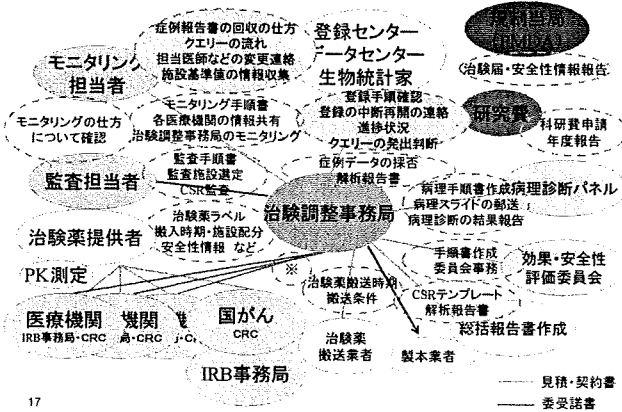 症例報告書の回収の仕方
クエリーの流れ
担当医師などの変更連絡
施設基準値の情報収集
モニタリング
担当者
登録センター
データセンター
生物統計家
規制当局
(PMDA)
治験届・安全性情報報告
モニタリングの仕方
について確認
モニタリング手順書
各医療機関の情報共有
治験調整事務局のモニタリング
登録手順確認
登録の中断再開の連絡
進捗状況
クエリーの発出判断
研究費
科研費申請
年度報告
監査担当者
監査手順書
監査施設選定
CSR監査
症例データの採否
解析報告書
治験調整事務局
病理手順書作成
病理スライドの郵送
病理診断の結果報告
病理診断パネル
治験薬提供者
治験薬ラベル
搬入時期・施設配分
安全性情報 など
手順書作成
委員会事務
効果・安全性
評価委員会
PK測定
※
治験薬搬送時期
搬送条件
CSRテンプレート
解析報告書
総括報告書作成
医療機関
IRB事務局・CRC
機関
局・CRC
国がん
CRC
治験薬
搬送業者
製本業者
IRB事務局
見積・契約書
委受諾書
17